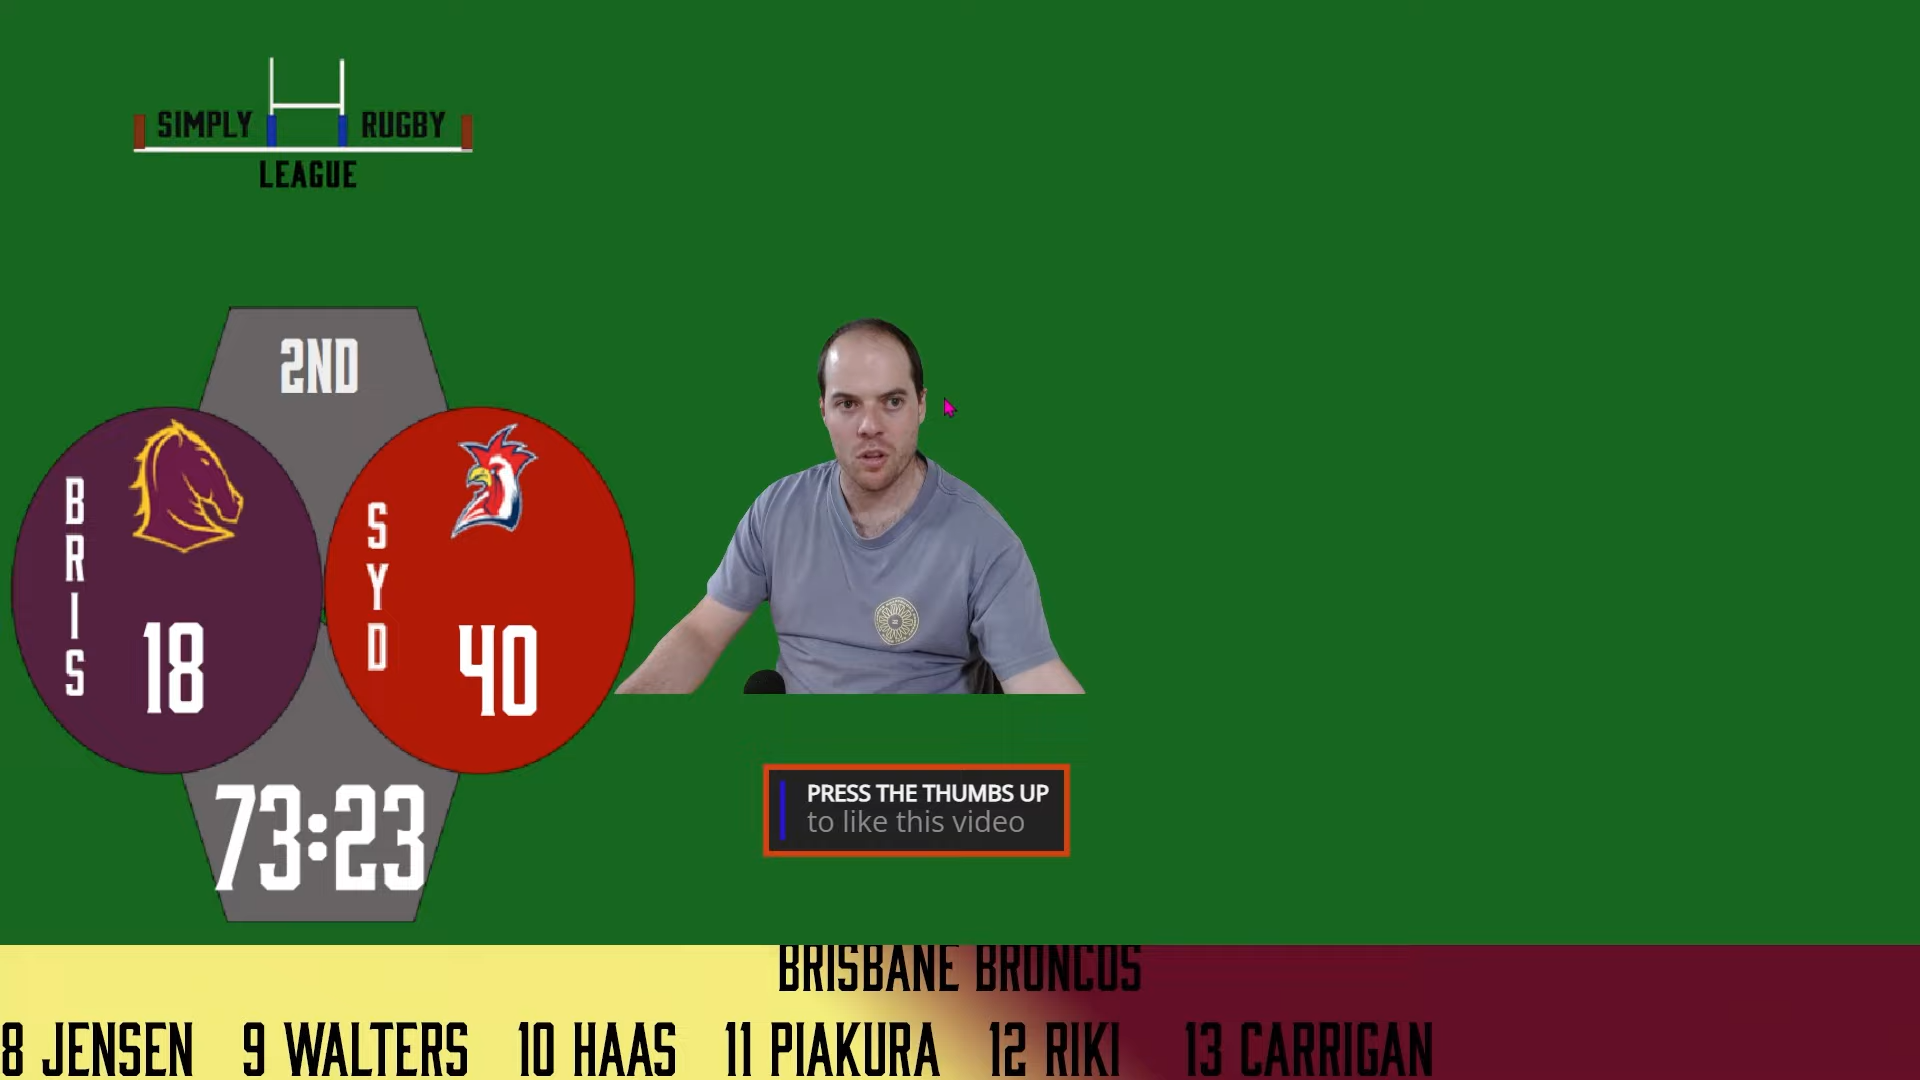 SIMPLY RUGBY
LEAGUE
2ND
BRIS
SYD
18
40
73:23
PRESS THE THUMBS UP
to like this video
BRISBANE BRONCOS
8 JENSEN 9 WALTERS 10 HAAS 11 PIAKURA 12 RIKI 13 CARRIGAN